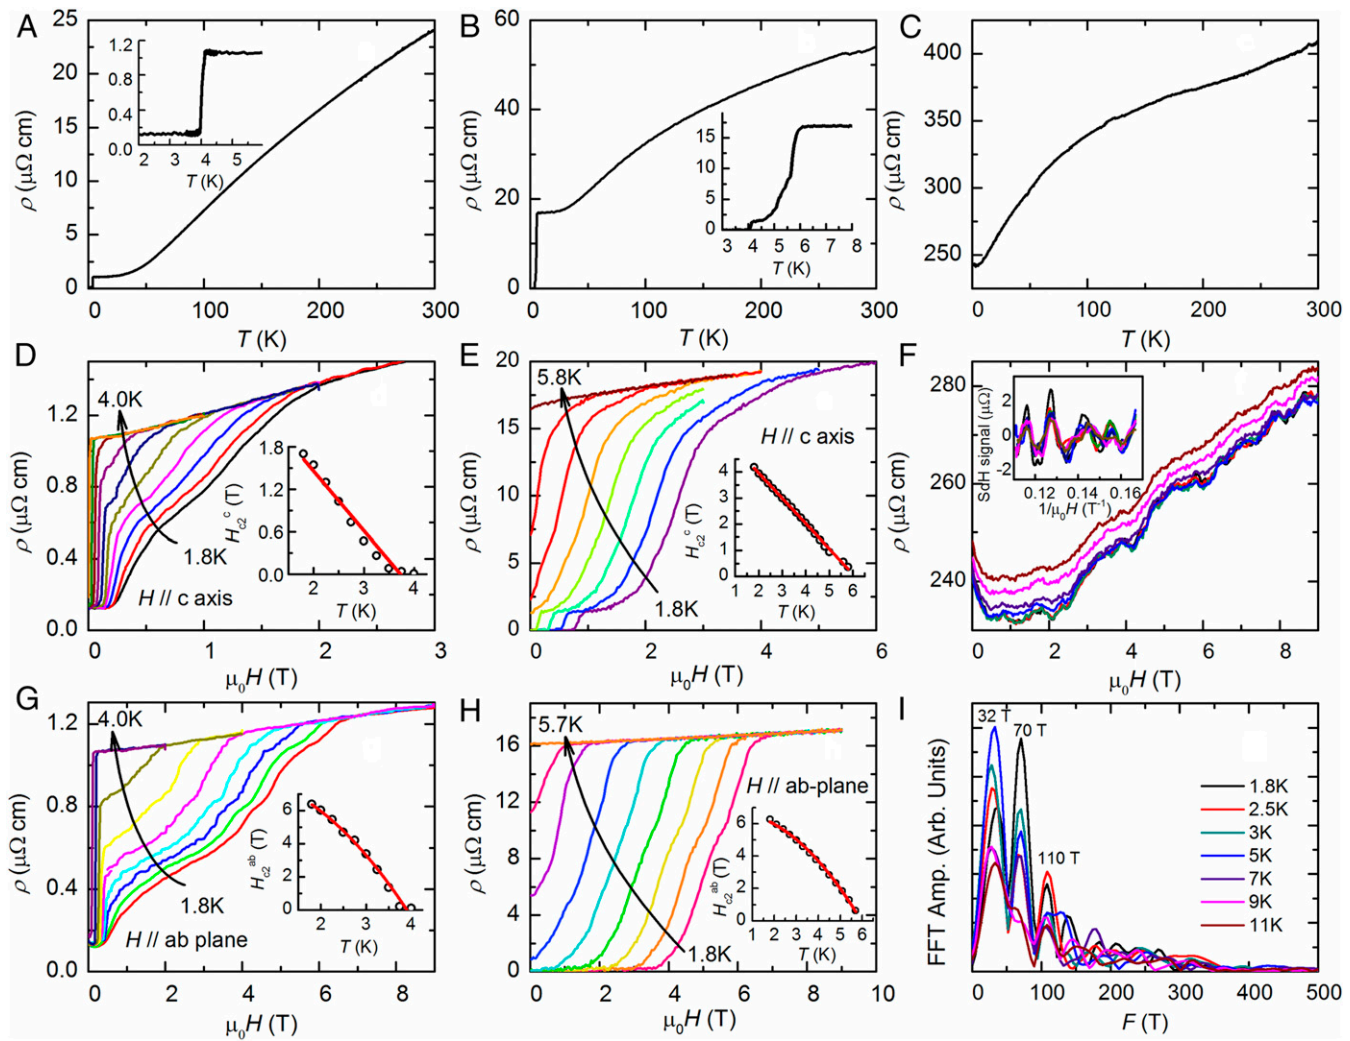 A
25
20
15
10
5
0
ρ (μΩ cm)
1.2
0.8
0.4
0.0
2 3 4 5
T (K)
100 200 300
T (K)
B
60
40
20
0
ρ (μΩ cm)
15
10
5
0
3 4 5 6 7 8
T (K)
0 100 200 300
T (K)
C
400
350
300
250
ρ (μΩ cm)
0 100 200 300
T (K)
D
1.2
0.8
0.4
0.0
ρ (μΩ cm)
4.0K
1.8K
H // c axis
1.8
1.2
0.6
0.0
Hc2^c (T)
2 3 4
T (K)
0 1 2 3
μ0H (T)
E
20
15
10
5
0
ρ (μΩ cm)
5.8K
1.8K
H // c axis
4
3
2
1
0
Hc2^c (T)
1 2 3 4 5 6
T (K)
0 2 4 6
μ0H (T)
F
280
260
240
ρ (μΩ cm)
SdH signal (μΩ)
2
0
-2
0.12 0.14 0.16
1/μ0H (T-1)
0 2 4 6 8
μ0H (T)
G
1.2
0.8
0.4
0.0
ρ (μΩ cm)
4.0K
1.8K
H // ab plane
6
4
2
0
Hc2^ab (T)
2 3 4
T (K)
0 2 4 6 8
μ0H (T)
H
16
12
8
4
0
ρ (μΩ cm)
5.7K
1.8K
H // ab-plane
6
4
2
0
Hc2^ab (T)
1 2 3 4 5 6
T (K)
0 2 4 6 8 10
μ0H (T)
I
FFT Amp. (Arb. Units)
32 T
70 T
110 T
1.8K
2.5K
3K
5K
7K
9K
11K
0 100 200 300 400 500
F (T)